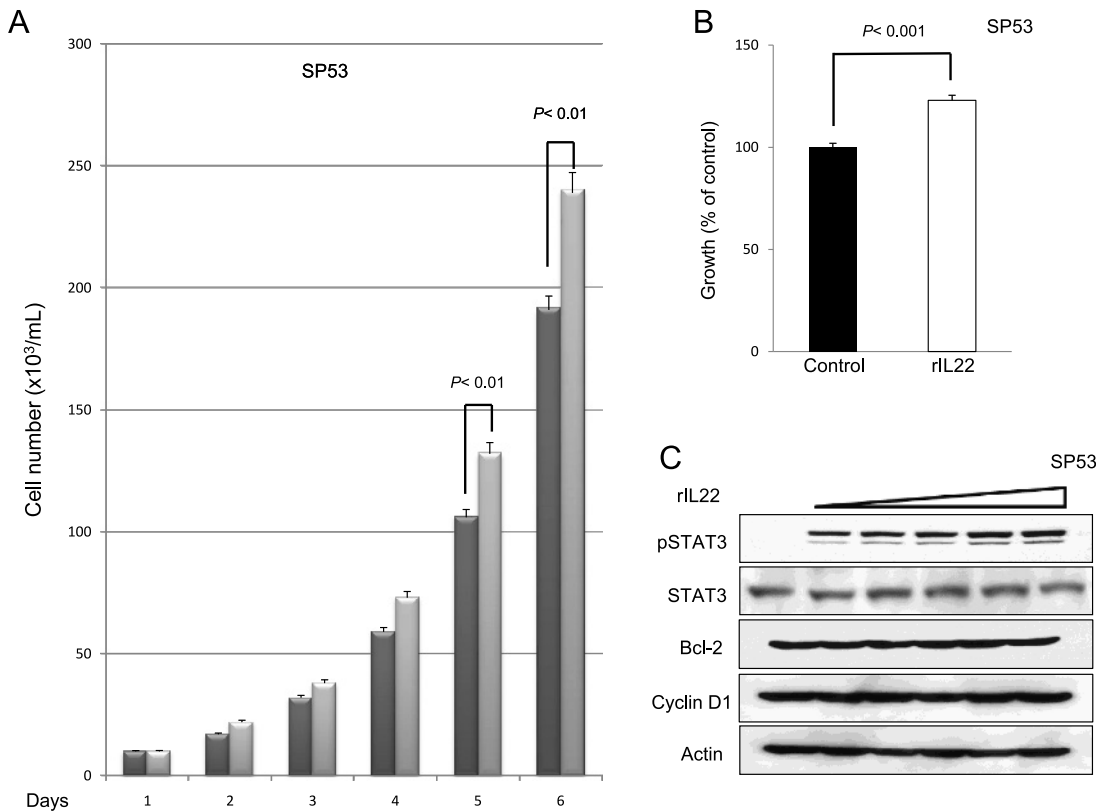 A
300
250
200
150
100
50
0
Cell number (x10³/mL)
SP53
P< 0.01
P< 0.01
Days 1 2 3 4 5 6
B
SP53
P< 0.001
150
100
50
0
Growth (% of control)
Control rIL22
C
SP53
rIL22
pSTAT3
STAT3
Bcl-2
Cyclin D1
Actin